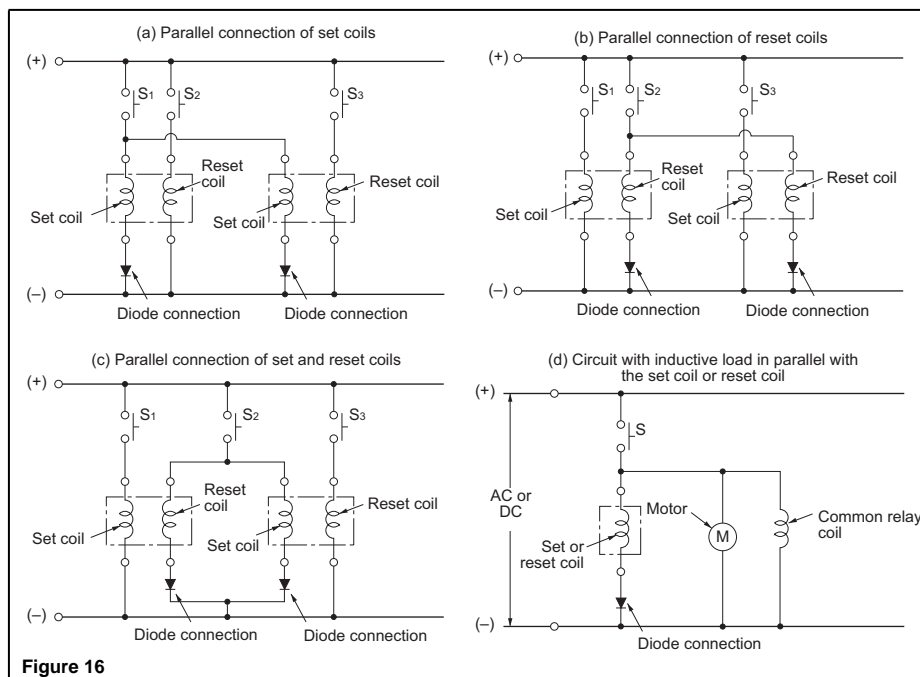 (a) Parallel connection of set coils
(+)
S1
S2
S3
Reset
coil
Reset coil
Set coil
Set coil
(–)
Diode connection
Diode connection
(b) Parallel connection of reset coils
(+)
S1
S2
S3
Reset
coil
Reset coil
Set coil
Set coil
(–)
Diode connection
Diode connection
(c) Parallel connection of set and reset coils
(+)
S1
S2
S3
Reset
coil
Reset coil
Set coil
Set coil
(–)
Diode connection
Diode connection
(d) Circuit with inductive load in parallel with
the set coil or reset coil
(+)
S
AC or
DC
Motor
M
Common relay
coil
Set or
reset coil
(–)
Diode connection
Figure 16